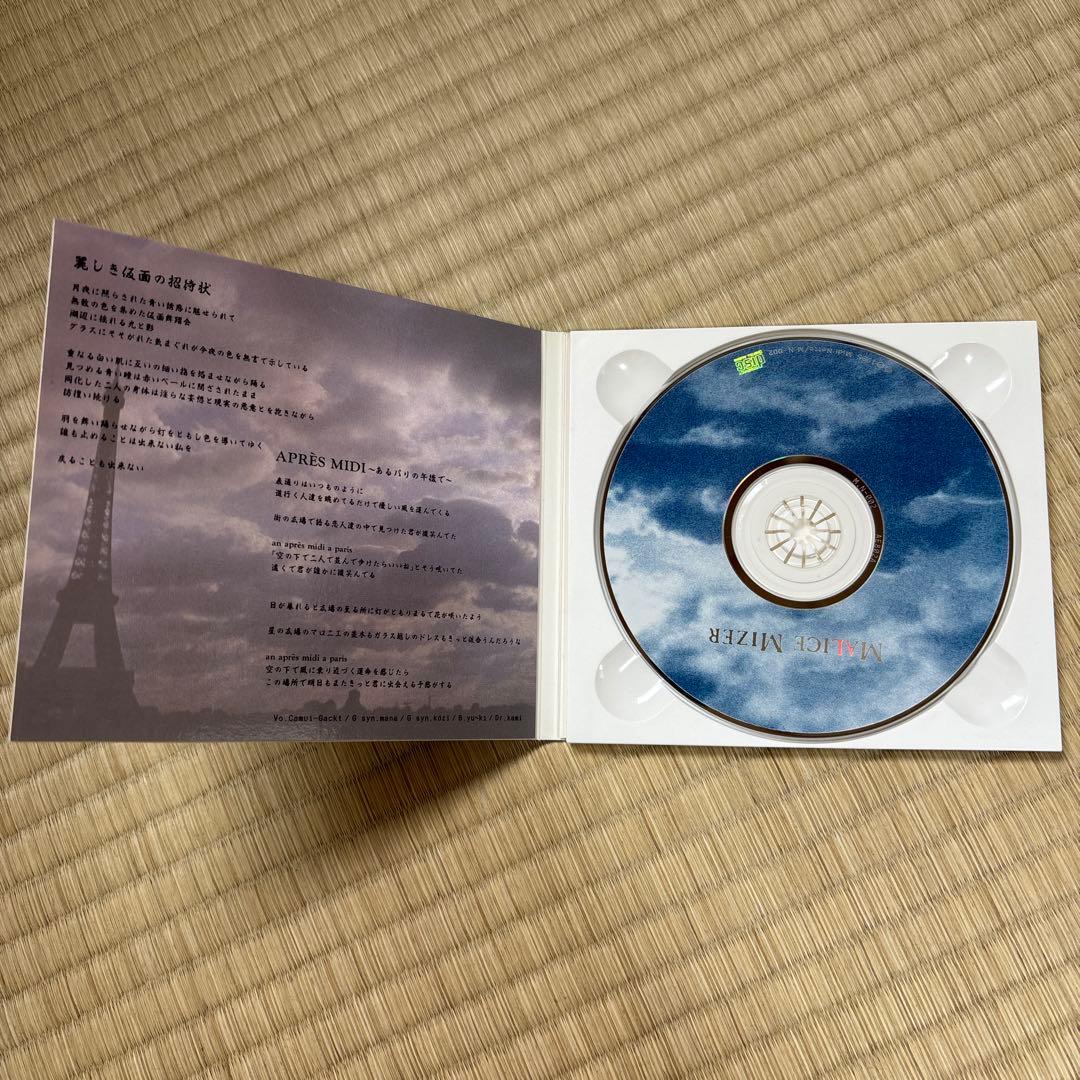 麗しき仮面の招待状
月夜に照らされた青い誘惑に魅せられて
無数の色を集めた仮面舞踏会
湖辺に揺れる光と影
グラスにそそがれた気まぐれが今夜の色を無言で示している
重なる白い肌に互いの細い指を絡ませながら踊る
見つめる青い瞳は赤いベールに閉ざされたまま
同化した二人の身体は淫らな妄想と現実の悪意とを抱きながら
彷徨い続ける
羽を舞い踊らせながら灯をともし色を導いてゆく
誰も止めることは出来ない私を
戻ることも出来ない
APRÈS MIDI～あるパリの午後で～
表通りはいつものように
道行く人達を眺めてるだけで優しい風を運んでくる
街の広場で語る恋人達の中で見つけた君が微笑んでた
an après midi a paris
「空の下で二人で並んで歩けたらいいね」とそう呟いてた
遠くで君が誰かに微笑んでる
日が暮れると広場の至る所に灯がともりまるで花が咲いたよう
星の広場のマロニエの並木もガラス越しのドレスもきっと似合うんだろうな
an après midi a paris
空の下で風に乗り近づく運命を感じたら
この場所で明日もまたきっと君に出会える予感がする
Vo.Camui-Gackt/G syn.mana/G syn.közi/B.yu~ki/Dr.kami
disc
Midi:Nette/M.N-002
M.N-002
MALICE MIZER